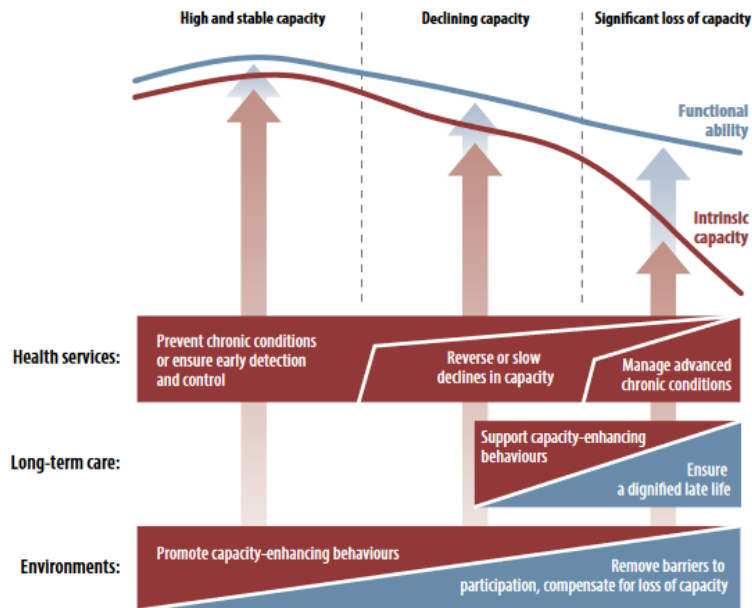 High and stable capacity
Declining capacity
Significant loss of capacity
Functional
ability
Intrinsic
capacity
Health services:
Prevent chronic conditions
or ensure early detection
and control
Reverse or slow
declines in capacity
Manage advanced
chronic conditions
Long-term care:
Support capacity-enhancing
behaviours
Ensure
a dignified late life
Environments:
Promote capacity-enhancing behaviours
Remove barriers to
participation, compensate for loss of capacity